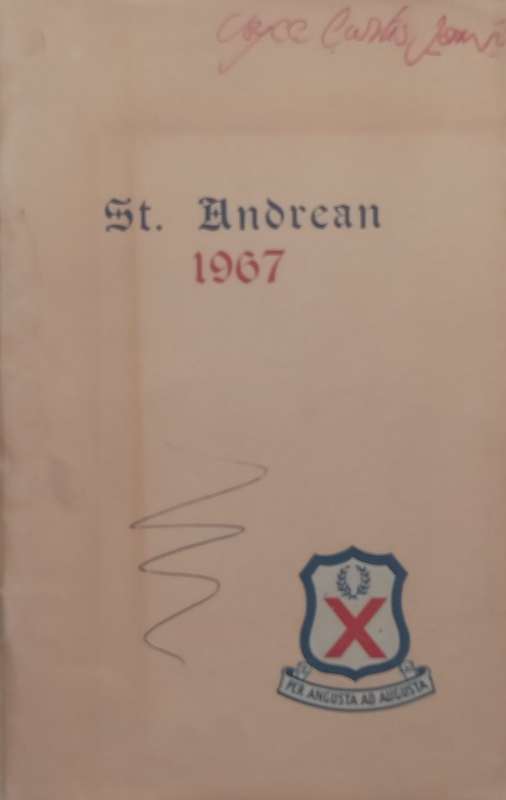 St. Andrean
1967
X
PER ANGUSTA AD AUGUSTA